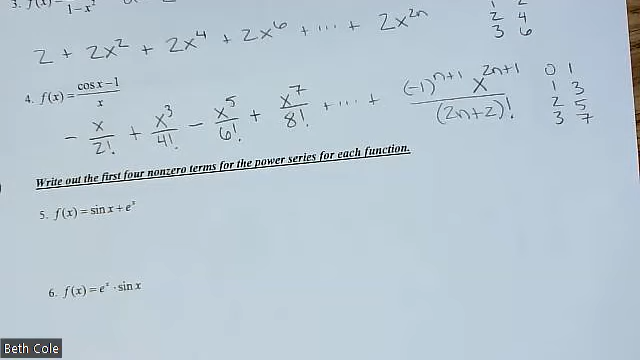 3. f(x) = /1-x²
2 + 2x² + 2x⁴ + 2x⁶ + ... + 2x²ⁿ
2 4
3 6
4. f(x) = cos x - 1 / x
- x/2! + x³/4! - x⁵/6! + x⁷/8! + ... + (-1)ⁿ⁺¹ x²ⁿ⁺¹ / (2n+2)!
0 1
1 3
2 5
3 7
Write out the first four nonzero terms for the power series for each function.
5. f(x) = sin x + eˣ
6. f(x) = eˣ · sin x
Beth Cole